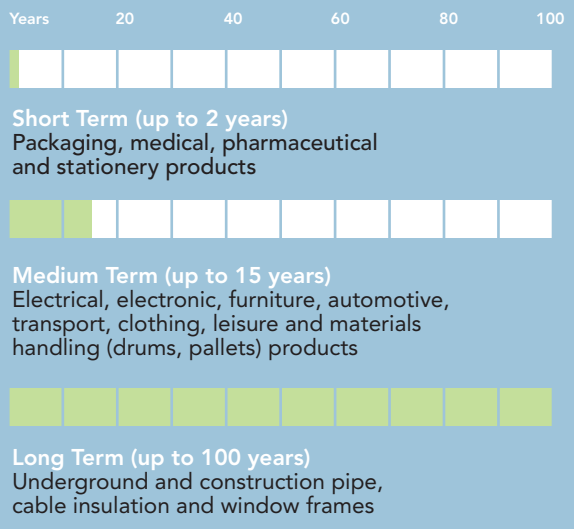 Years 20 40 60 80 100
Short Term (up to 2 years)
Packaging, medical, pharmaceutical
and stationery products
Medium Term (up to 15 years)
Electrical, electronic, furniture, automotive,
transport, clothing, leisure and materials
handling (drums, pallets) products
Long Term (up to 100 years)
Underground and construction pipe,
cable insulation and window frames